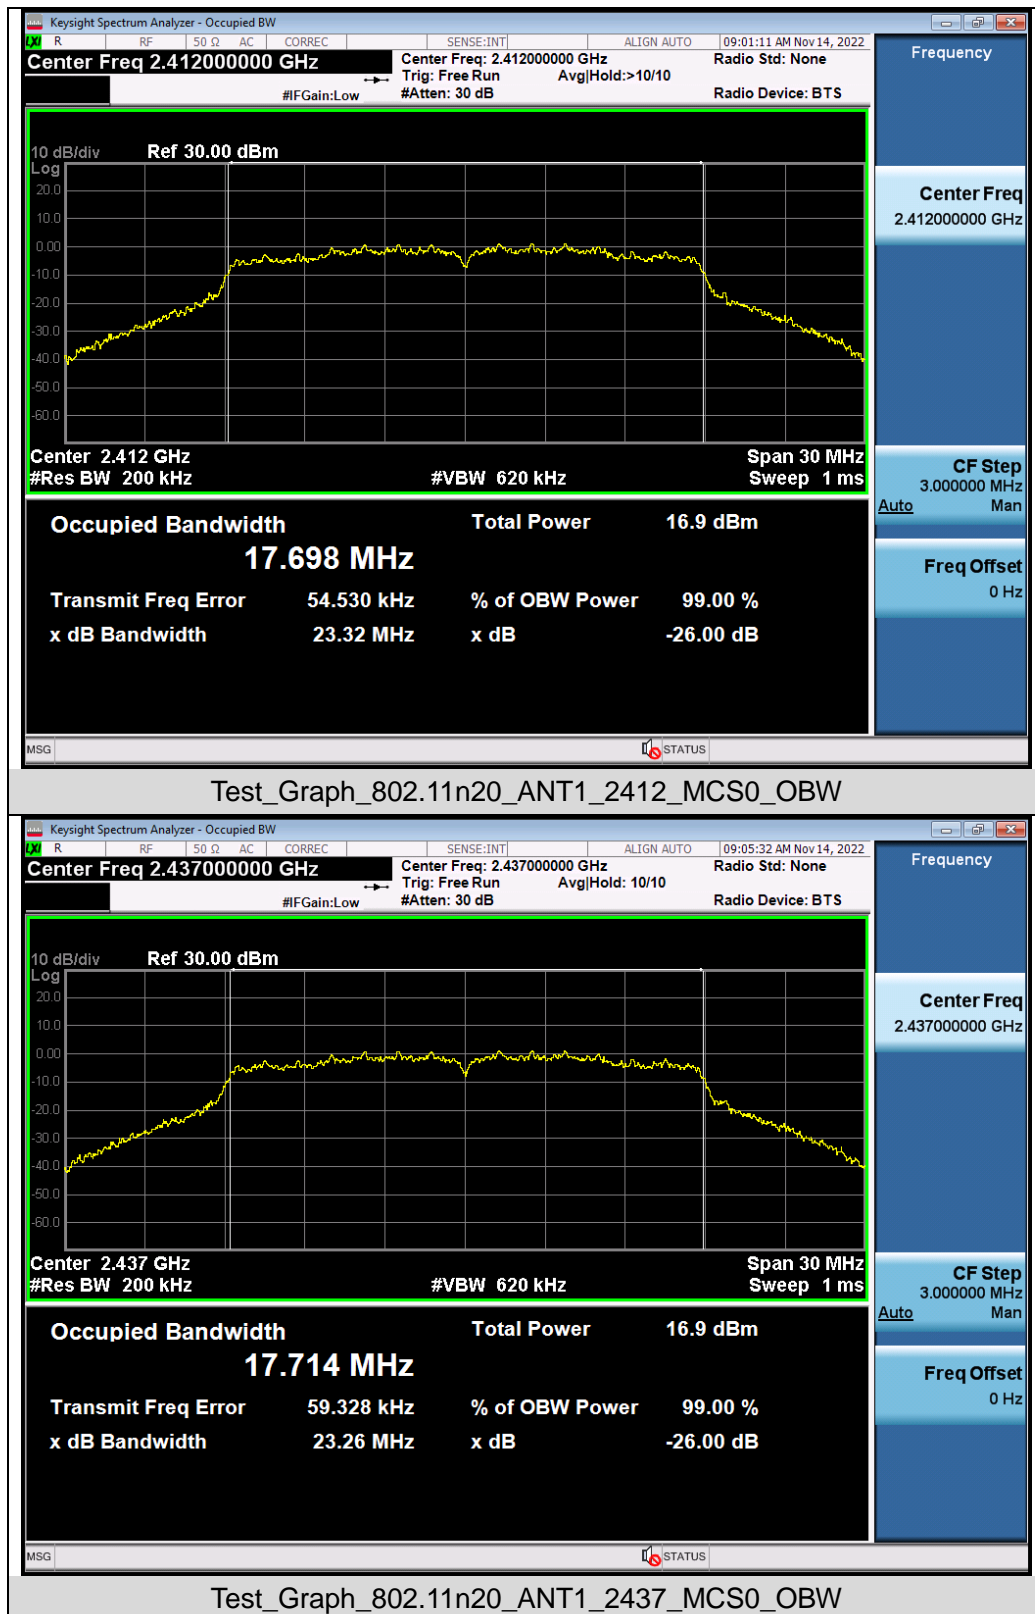 Keysight Spectrum Analyzer - Occupied BW
LXI R RF 50 Ω AC CORREC SENSE:INT ALIGN AUTO 09:01:11 AM Nov 14, 2022
Center Freq 2.412000000 GHz
Center Freq: 2.412000000 GHz
Radio Std: None
Trig: Free Run Avg|Hold:>10/10
#IFGain:Low
#Atten: 30 dB
Radio Device: BTS
Frequency
10 dB/div Ref 30.00 dBm
Log
20.0
10.0
0.00
-10.0
-20.0
-30.0
-40.0
-50.0
-60.0
Center 2.412 GHz Span 30 MHz
#Res BW 200 kHz #VBW 620 kHz Sweep 1 ms
Center Freq
2.412000000 GHz
CF Step
3.000000 MHz
Auto Man
Freq Offset
0 Hz
Occupied Bandwidth Total Power 16.9 dBm
17.698 MHz
Transmit Freq Error 54.530 kHz % of OBW Power 99.00 %
x dB Bandwidth 23.32 MHz x dB -26.00 dB
MSG STATUS
Test_Graph_802.11n20_ANT1_2412_MCS0_OBW
Keysight Spectrum Analyzer - Occupied BW
LXI R RF 50 Ω AC CORREC SENSE:INT ALIGN AUTO 09:05:32 AM Nov 14, 2022
Center Freq 2.437000000 GHz
Center Freq: 2.437000000 GHz
Radio Std: None
Trig: Free Run Avg|Hold: 10/10
#IFGain:Low
#Atten: 30 dB
Radio Device: BTS
Frequency
10 dB/div Ref 30.00 dBm
Log
20.0
10.0
0.00
-10.0
-20.0
-30.0
-40.0
-50.0
-60.0
Center 2.437 GHz Span 30 MHz
#Res BW 200 kHz #VBW 620 kHz Sweep 1 ms
Center Freq
2.437000000 GHz
CF Step
3.000000 MHz
Auto Man
Freq Offset
0 Hz
Occupied Bandwidth Total Power 16.9 dBm
17.714 MHz
Transmit Freq Error 59.328 kHz % of OBW Power 99.00 %
x dB Bandwidth 23.26 MHz x dB -26.00 dB
MSG STATUS
Test_Graph_802.11n20_ANT1_2437_MCS0_OBW